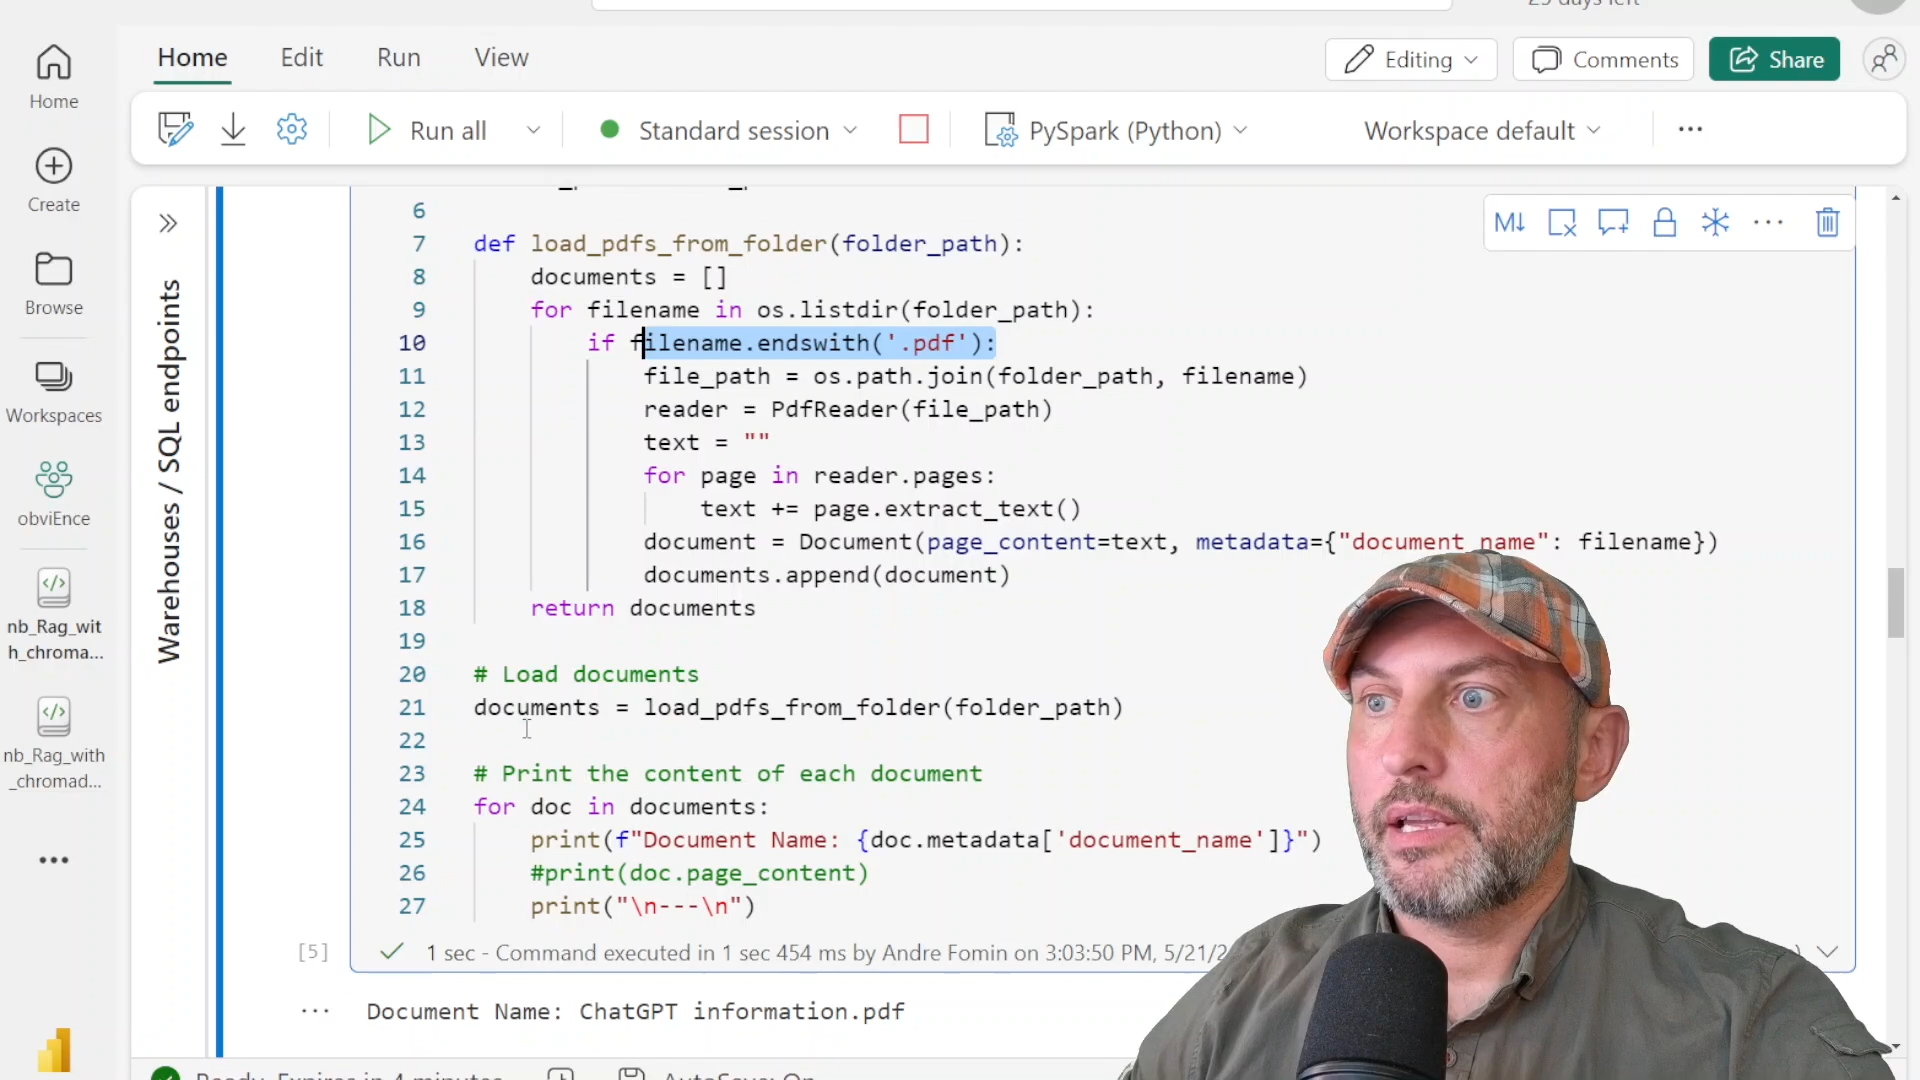 Home
Edit
Run
View
Editing
Comments
Share
Run all
Standard session
PySpark (Python)
Workspace default
Home
Create
Browse
Workspaces
obviEnce
nb_Rag_wit
h_chroma...
nb_Rag_with
_chromad...
Warehouses / SQL endpoints
M↓
6
7 def load_pdfs_from_folder(folder_path):
8 documents = []
9 for filename in os.listdir(folder_path):
10 if filename.endswith('.pdf'):
11 file_path = os.path.join(folder_path, filename)
12 reader = PdfReader(file_path)
13 text = ""
14 for page in reader.pages:
15 text += page.extract_text()
16 document = Document(page_content=text, metadata={"document_name": filename})
17 documents.append(document)
18 return documents
19
20 # Load documents
21 documents = load_pdfs_from_folder(folder_path)
22
23 # Print the content of each document
24 for doc in documents:
25 print(f"Document Name: {doc.metadata['document_name']}")
26 #print(doc.page_content)
27 print("\n---\n")
[5] 1 sec - Command executed in 1 sec 454 ms by Andre Fomin on 3:03:50 PM, 5/21/2
Document Name: ChatGPT information.pdf
Ready. Expires in 4 minutes
AutoSave: On